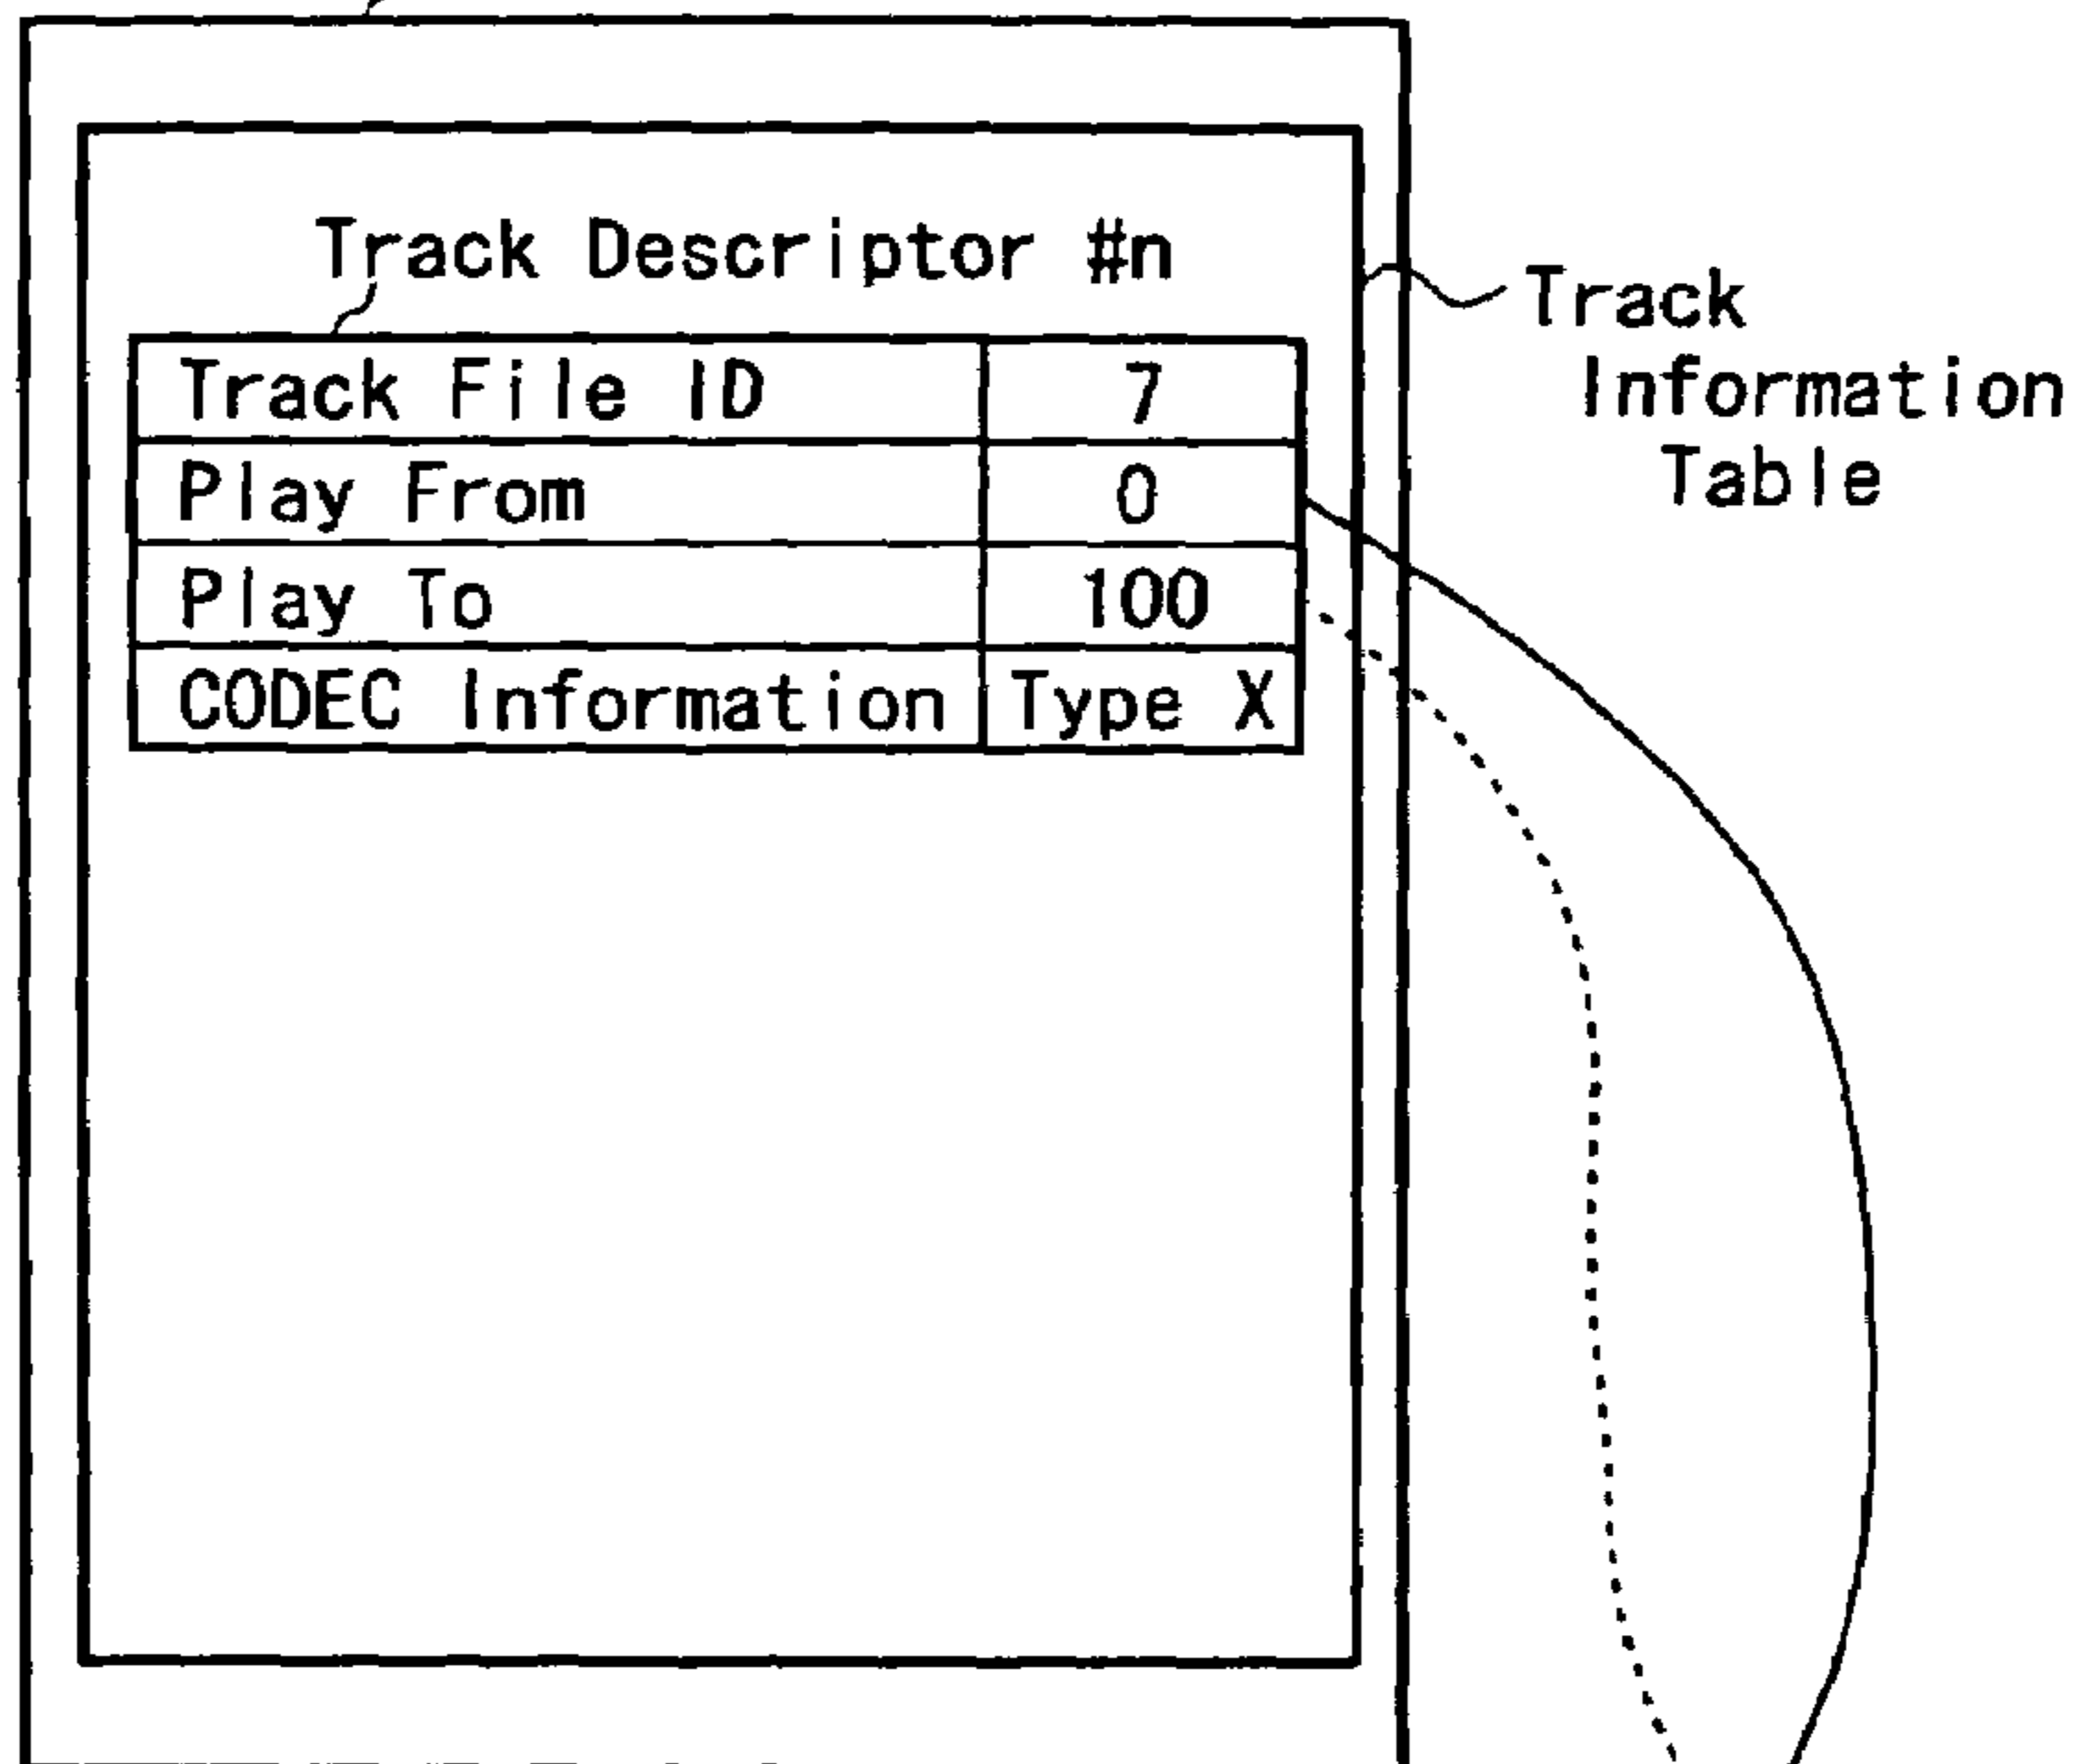 Track Descriptor #n
Track
Information
Table
Track File ID 7
Play From 0
Play To 100
CODEC Information Type X